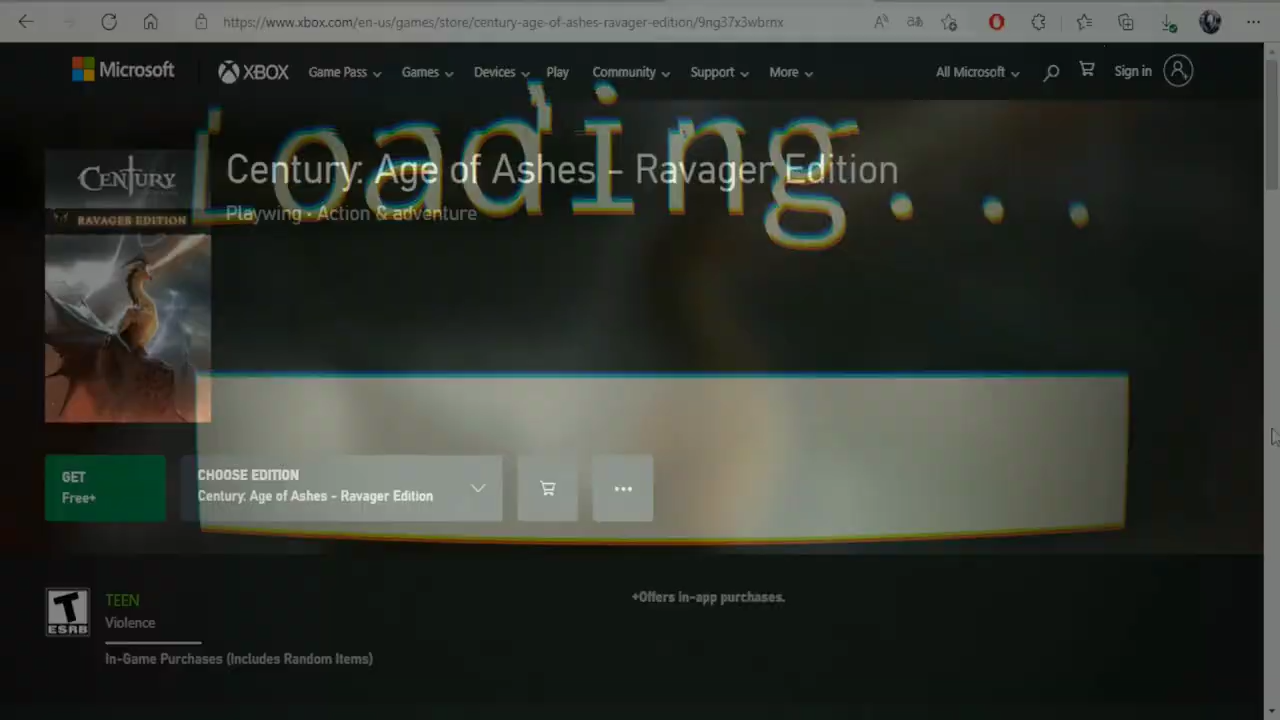 https://www.xbox.com/en-us/games/store/century-age-of-ashes-ravager-edition/9ng37x3wbrnx
Microsoft
XBOX
Game Pass
Games
Devices
Play
Community
Support
More
All Microsoft
Sign in
Loading...
CENTURY
RAVAGER EDITION
Century: Age of Ashes - Ravager Edition
Playwing • Action & adventure
GET
Free+
CHOOSE EDITION
Century: Age of Ashes - Ravager Edition
T
ESRB
TEEN
Violence
In-Game Purchases (Includes Random Items)
+Offers in-app purchases.